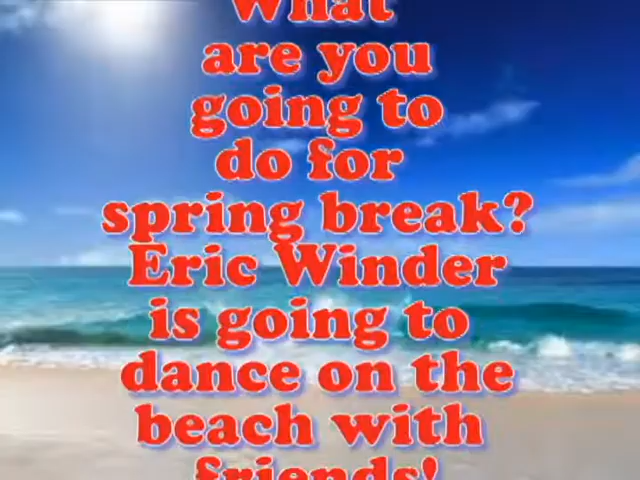 What
are you
going to
do for
spring break?
Eric Winder
is going to
dance on the
beach with
friends!